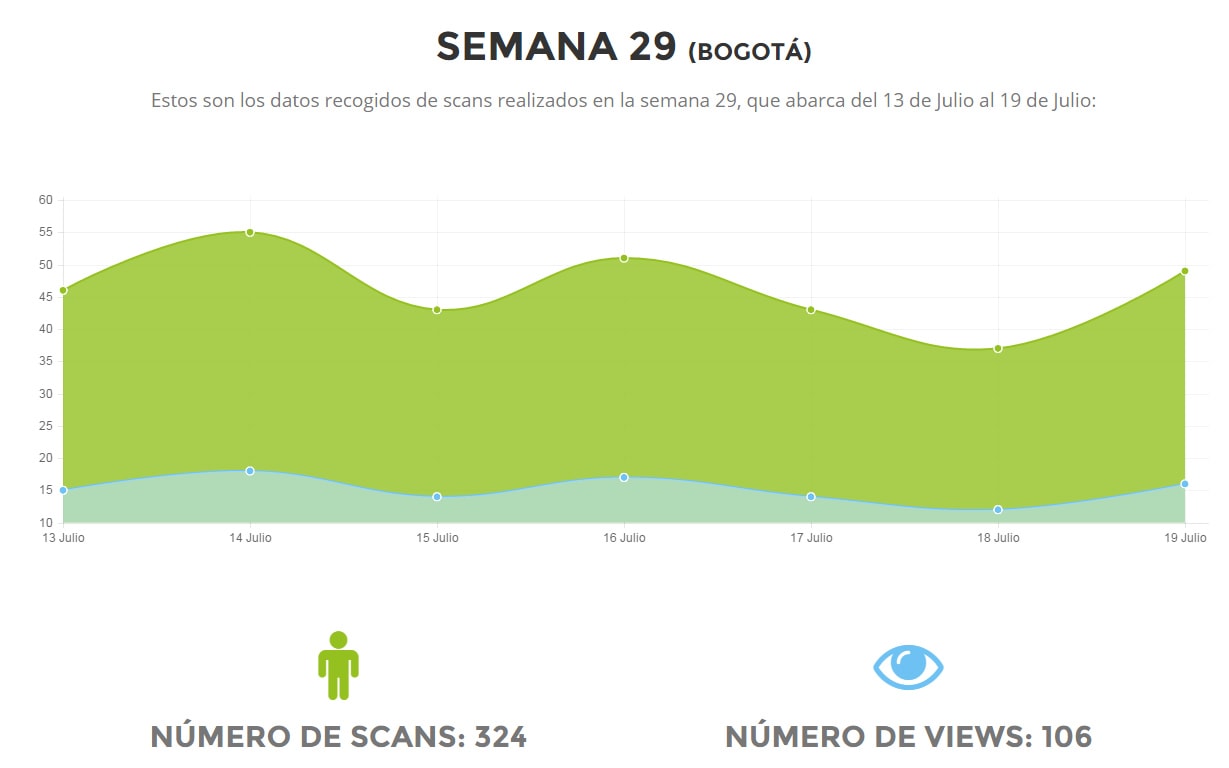 SEMANA 29 (BOGOTÁ)
Estos son los datos recogidos de scans realizados en la semana 29, que abarca del 13 de Julio al 19 de Julio:
60
55
50
45
40
35
30
25
20
15
10
13 Julio 14 Julio 15 Julio 16 Julio 17 Julio 18 Julio 19 Julio
NÚMERO DE SCANS: 324
NÚMERO DE VIEWS: 106